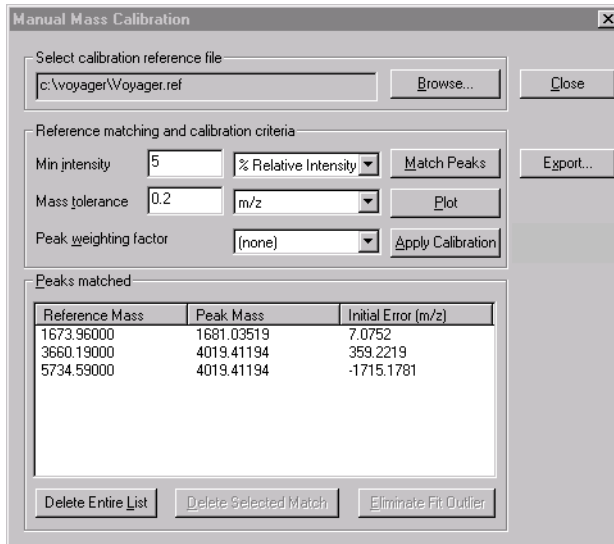 Manual Mass Calibration
Select calibration reference file
c:\voyager\Voyager.ref Browse... Close
Reference matching and calibration criteria
Min intensity 5 % Relative Intensity Match Peaks Export...
Mass tolerance 0.2 m/z Plot
Peak weighting factor (none) Apply Calibration
Peaks matched
Reference Mass Peak Mass Initial Error (m/z)
1673.96000 1681.03519 7.0752
3660.19000 4019.41194 359.2219
5734.59000 4019.41194 -1715.1781
Delete Entire List Delete Selected Match Eliminate Fit Outlier